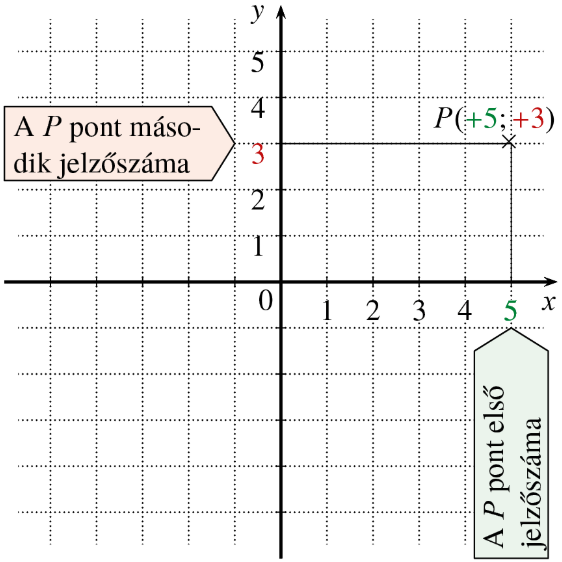 y
5
4
P(+5; +3)
A P pont máso-
dik jelzőszáma
3
2
1
0 1 2 3 4 5 x
A P pont első
jelzőszáma